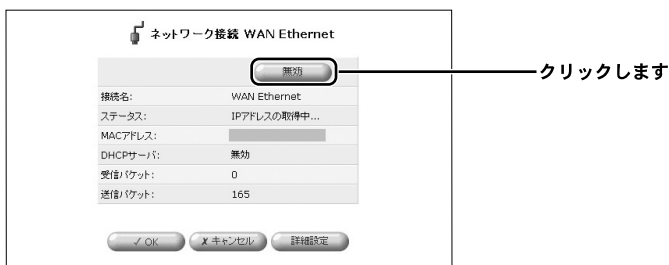 ネットワーク接続 WAN Ethernet
無効
クリックします
接続名: WAN Ethernet
ステータス: IPアドレスの取得中...
MACアドレス:
DHCPサーバ: 無効
受信パケット: 0
送信パケット: 165
✓ OK ✗ キャンセル 詳細設定